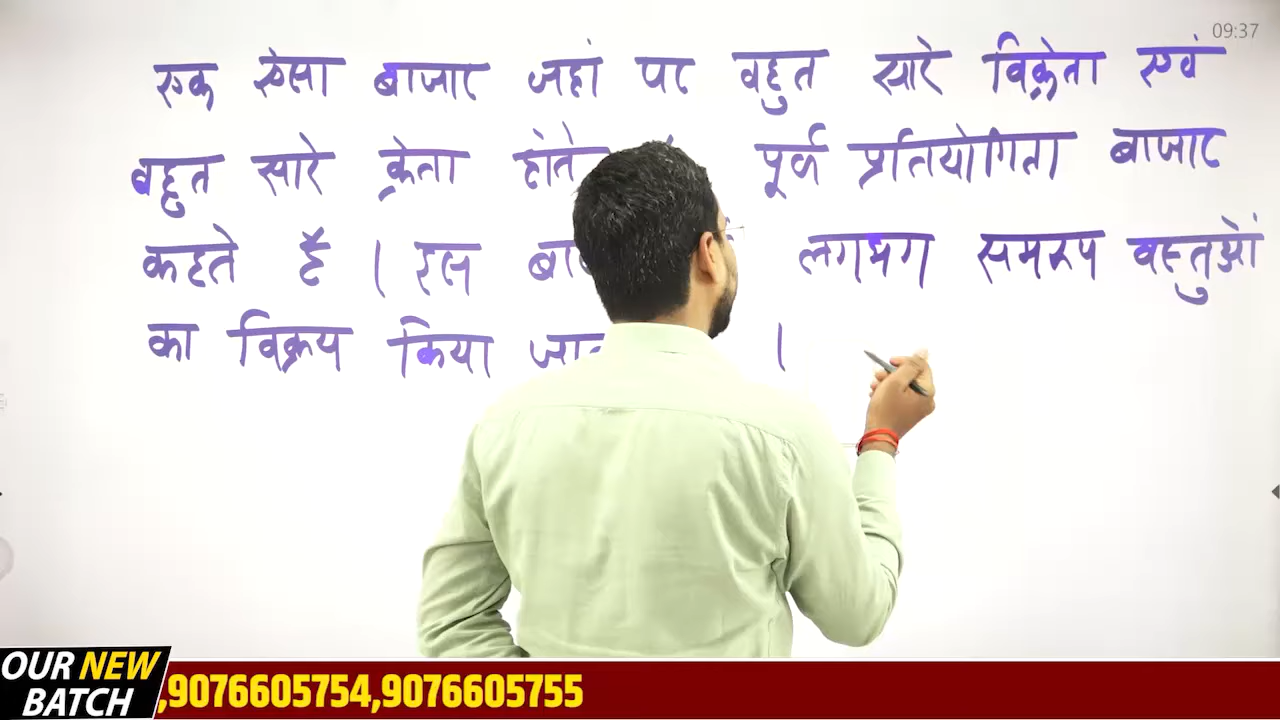 09:37
एक ऐसा बाजार जहां पर बहुत सारे विक्रेता एवं
बहुत सारे क्रेता होते पूर्ण प्रतियोगिता बाजार
कहते हैं । इस लगभग समरूप वस्तुओं
का विक्रय किया ।
OUR NEW
BATCH
,9076605754,9076605755